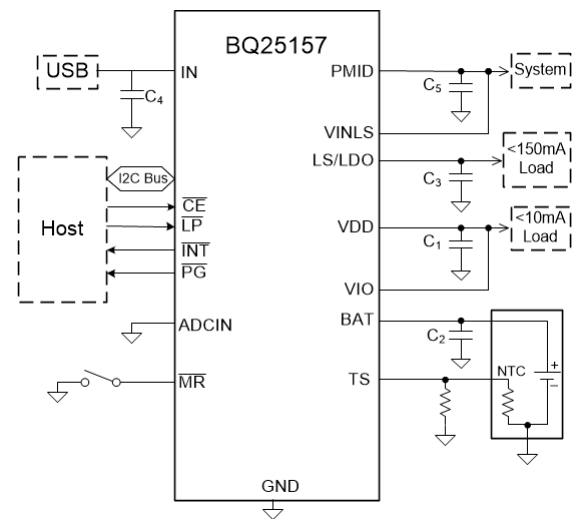 BQ25157
USB
IN
C4
PMID
System
C5
VINLS
LS/LDO
<150mA
Load
C3
I2C Bus
Host
CE
LP
INT
PG
VDD
<10mA
Load
C1
VIO
BAT
C2
ADCIN
NTC
+
−
TS
MR
GND